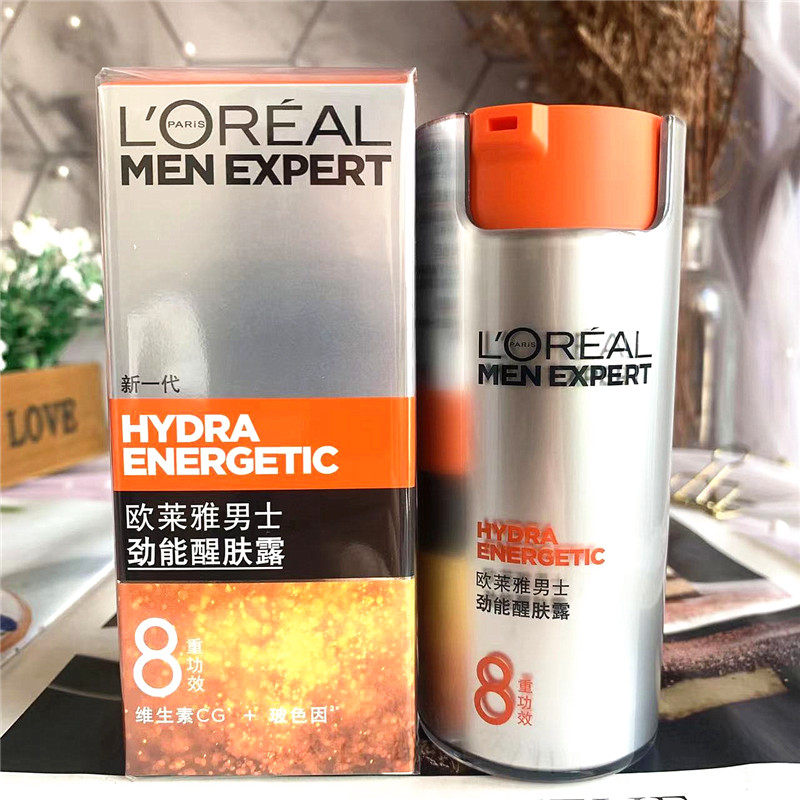 L'ORÉAL
PARIS
MEN EXPERT
新一代
HYDRA
ENERGETIC
欧莱雅男士
劲能醒肤露
8
重功效
维生素CG + 玻色因
L'ORÉAL
PARIS
MEN EXPERT
HYDRA
ENERGETIC
欧莱雅男士
劲能醒肤露
8
重功效
LOVE